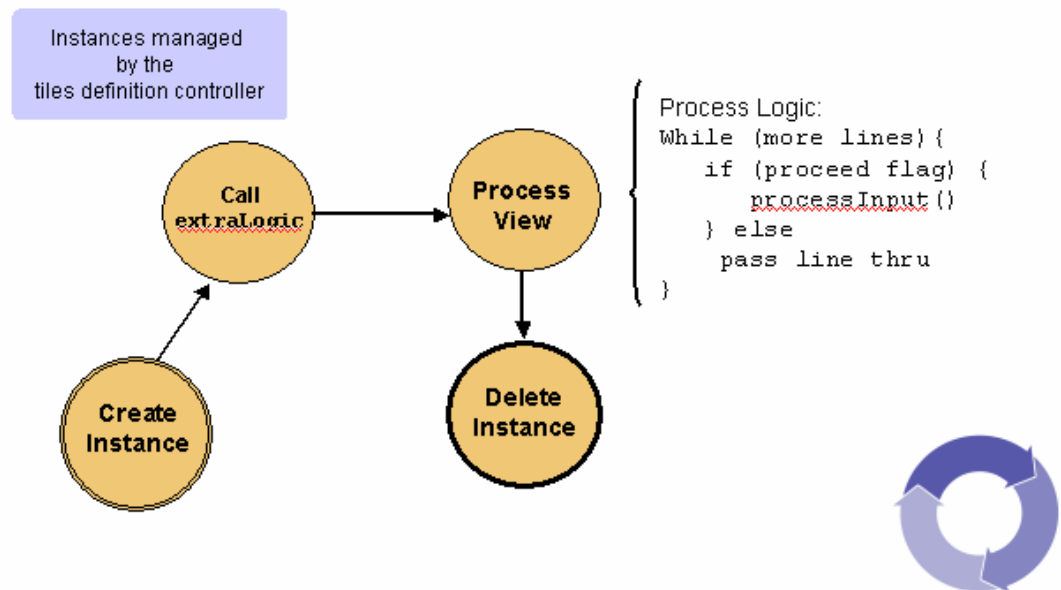 Instances managed
by the
tiles definition controller
Call
extraLogic
Process
View
Process Logic:
While (more lines){
if (proceed flag) {
processInput()
} else
pass line thru
}
Create
Instance
Delete
Instance